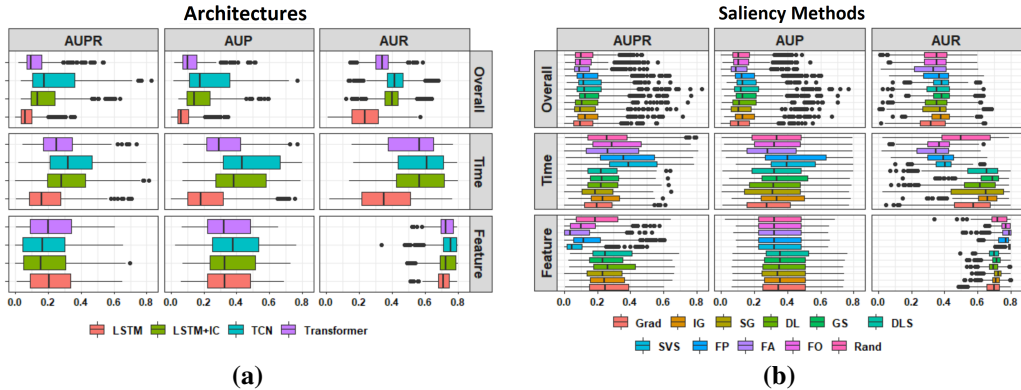 Architectures
AUPR AUP AUR
Overall
Time
Feature
0.0 0.2 0.4 0.6 0.8 0.0 0.2 0.4 0.6 0.8 0.0 0.2 0.4 0.6 0.8
LSTM LSTM+IC TCN Transformer
(a)
Saliency Methods
AUPR AUP AUR
Overall
Time
Feature
0.0 0.2 0.4 0.6 0.8 0.0 0.2 0.4 0.6 0.8 0.0 0.2 0.4 0.6 0.8
Grad IG SG DL GS DLS
SVS FP FA FO Rand
(b)